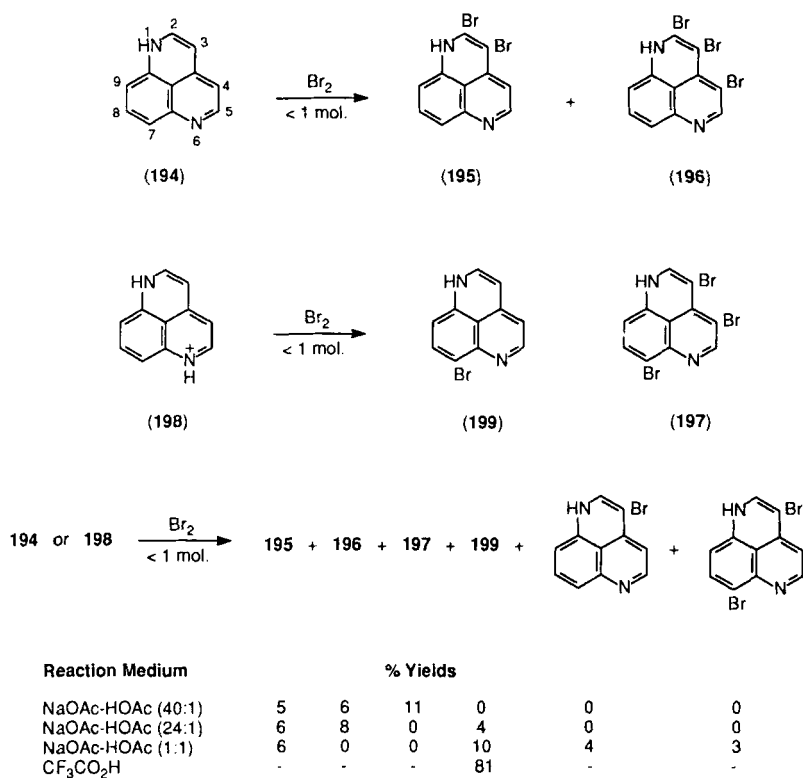 Br
1 2
HN 3
9 4
8 5
7 N
6
Br2
< 1 mol.
HN Br
N
+
Br
HN Br
Br
N
(194) (195) (196)
HN
N+
H
Br2
< 1 mol.
HN
Br N
HN Br
Br
Br N
(198) (199) (197)
194 or 198
Br2
< 1 mol.
195 + 196 + 197 + 199 +
HN Br
N
+
HN Br
Br N
Reaction Medium % Yields
NaOAc-HOAc (40:1) 5 6 11 0 0 0
NaOAc-HOAc (24:1) 6 8 0 4 0 0
NaOAc-HOAc (1:1) 6 0 0 10 4 3
CF3CO2H - - - 81 - -